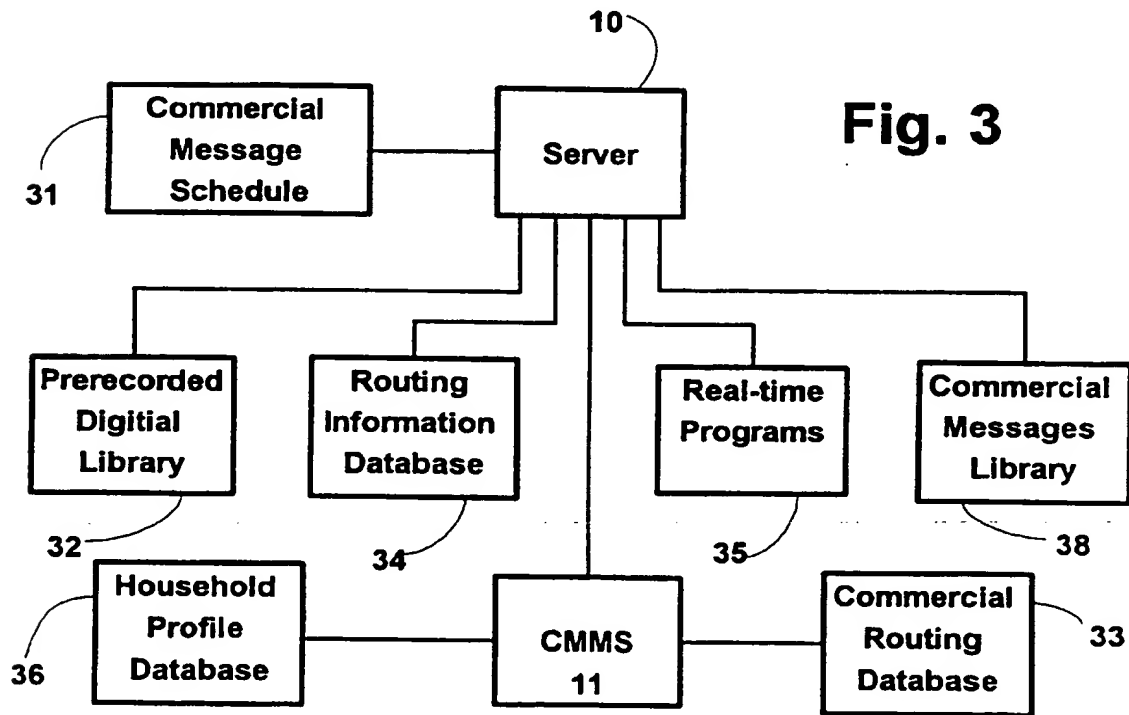 10
Fig. 3
Commercial
Message
Schedule
Server
31
Prerecorded
Digitial
Library
Routing
Information
Database
Real-time
Programs
Commercial
Messages
Library
32
34
35
38
Household
Profile
Database
CMMS
11
Commercial
Routing
Database
36
33